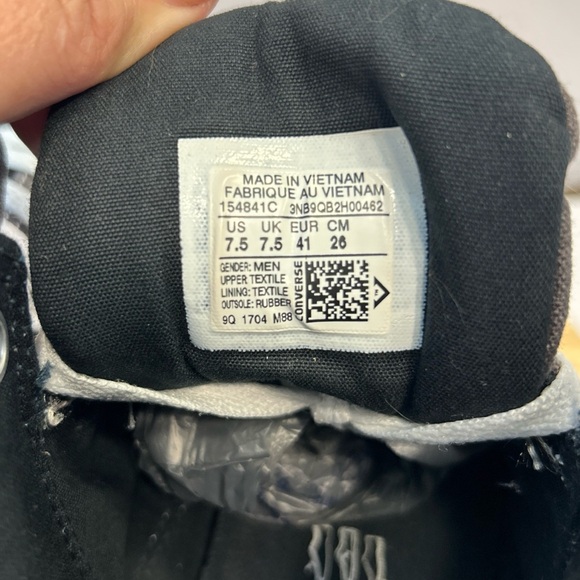 MADE IN VIETNAM
FABRIQUE AU VIETNAM
154841C 3NB9QB2H00462
US UK EUR CM
7.5 7.5 41 26
GENDER: MEN
UPPER TEXTILE
LINING: TEXTILE
OUTSOLE: RUBBER
9Q 1704 M88
CONVERSE